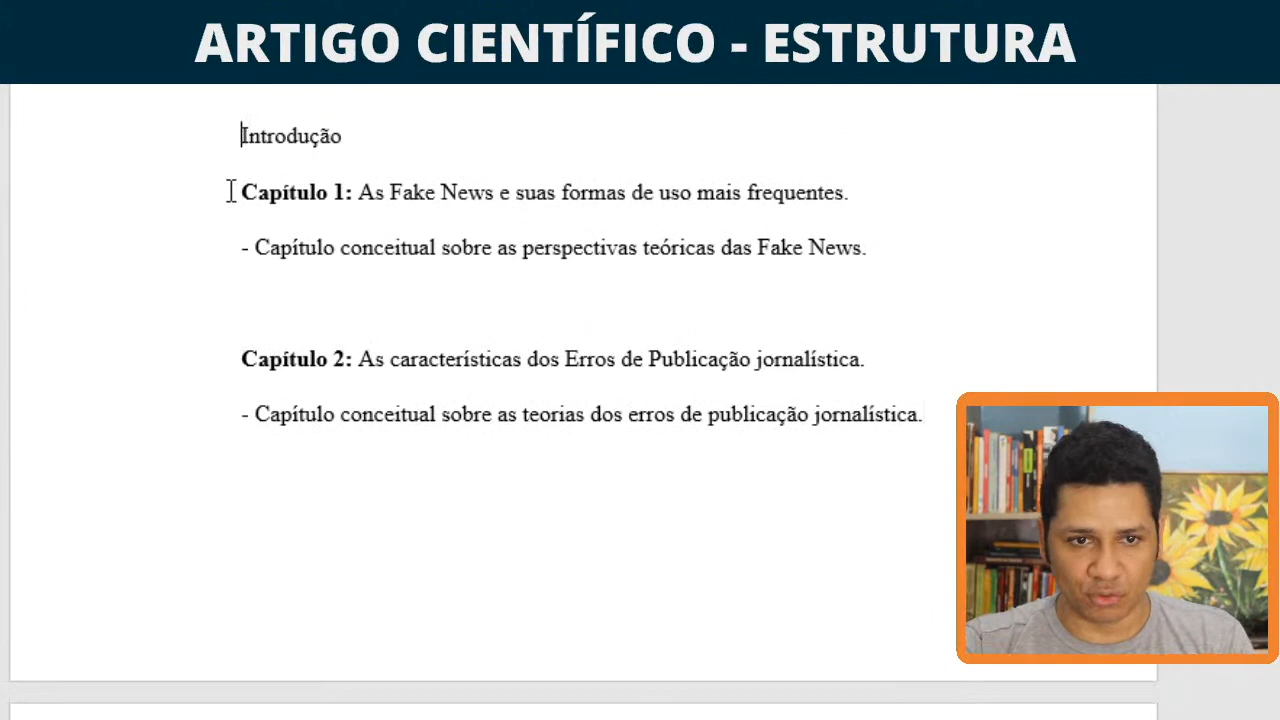 ARTIGO CIENTÍFICO - ESTRUTURA
Introdução
Capítulo 1: As Fake News e suas formas de uso mais frequentes.
- Capítulo conceitual sobre as perspectivas teóricas das Fake News.
Capítulo 2: As características dos Erros de Publicação jornalística.
- Capítulo conceitual sobre as teorias dos erros de publicação jornalística.